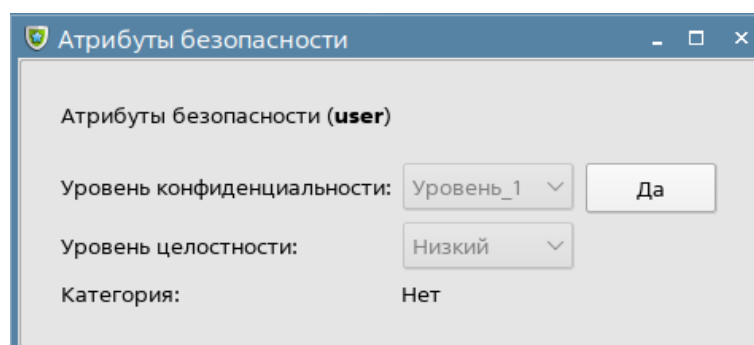 Атрибуты безопасности
Атрибуты безопасности (user)
Уровень конфиденциальности: Уровень_1 Да
Уровень целостности: Низкий
Категория: Нет